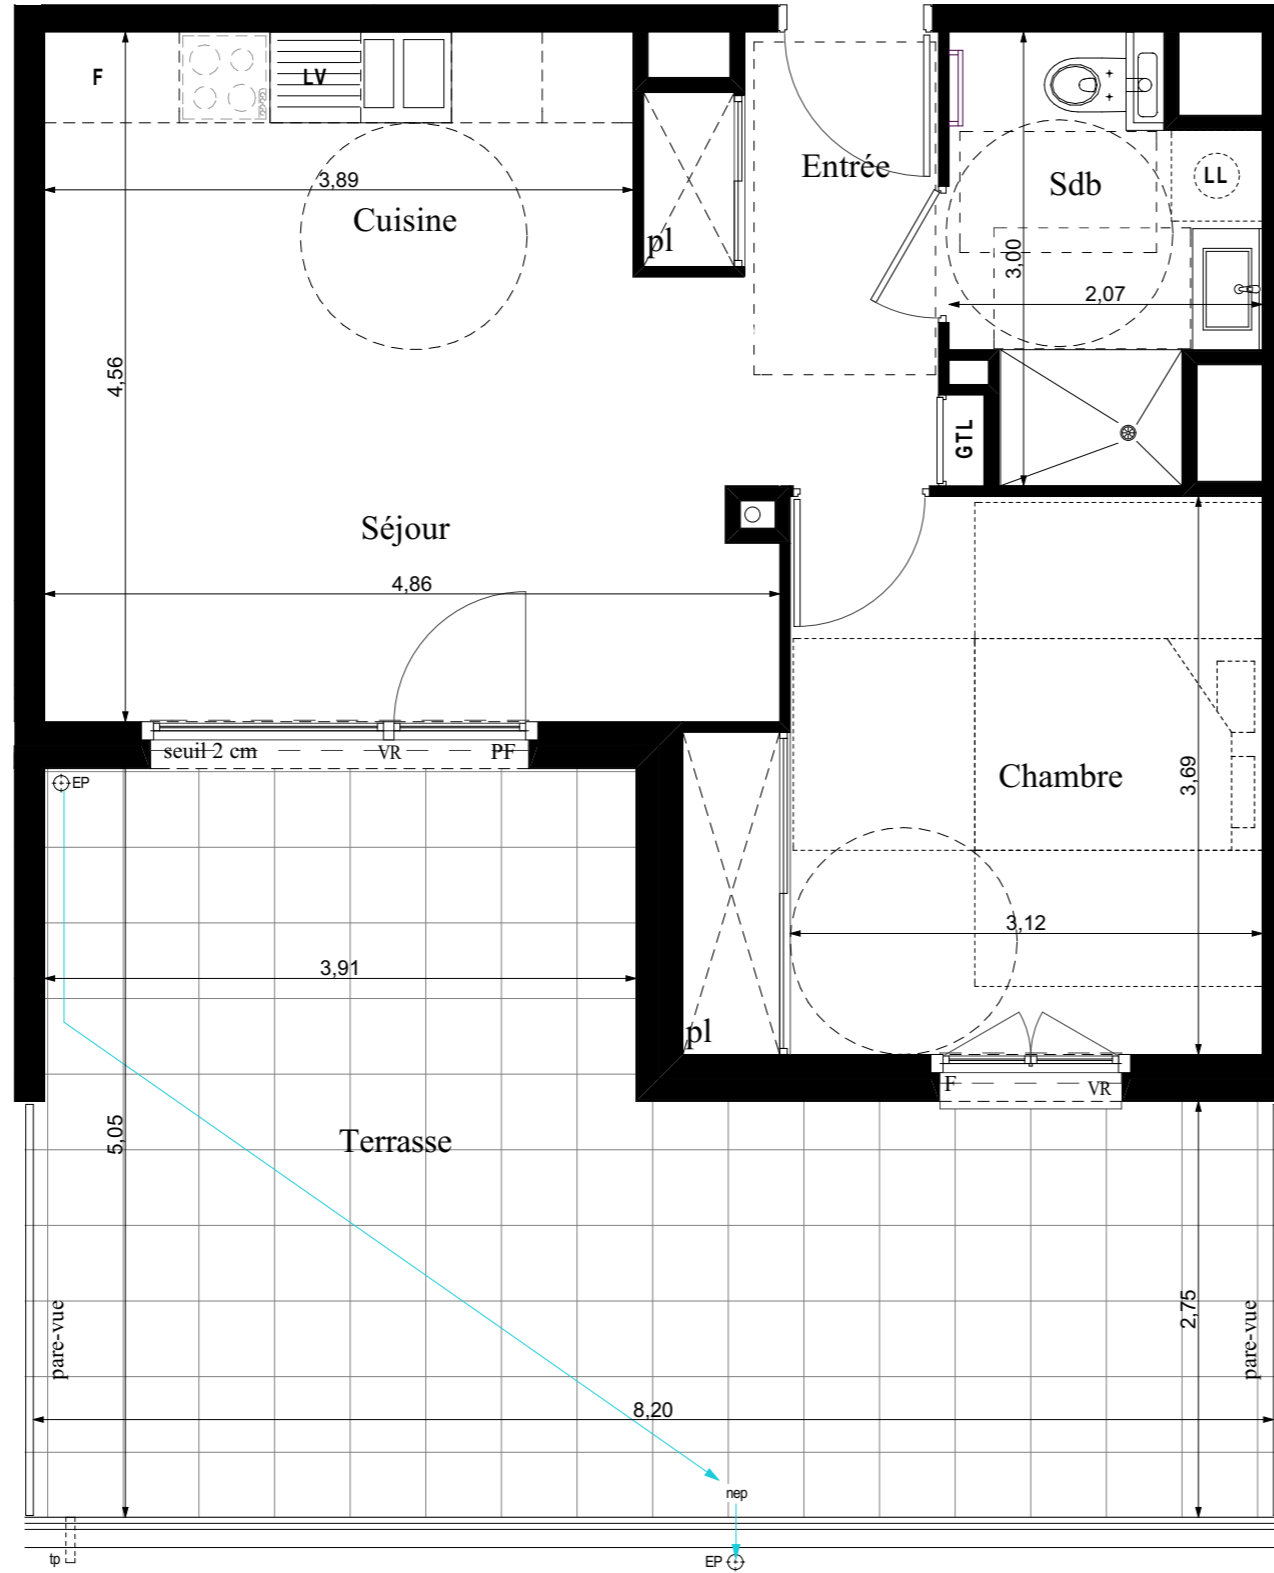 F
LV
3,89
Cuisine
pl
Entrée
Sdb
LL
3,00
2,07
4,56
GTL
Séjour
4,86
seuil 2 cm
VR
PF
EP
Chambre
3,69
3,12
3,91
pl
F
VR
5,05
Terrasse
pare-vue
2,75
pare-vue
8,20
nep
tp
EP